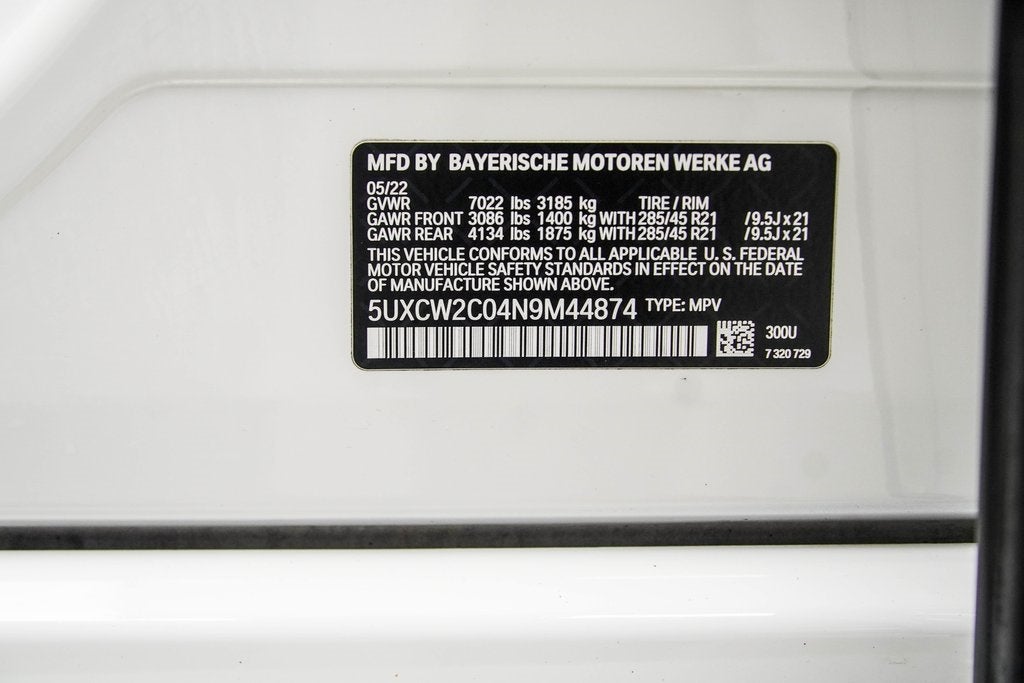 MFD BY BAYERISCHE MOTOREN WERKE AG
05/22
GVWR 7022 lbs 3185 kg TIRE / RIM
GAWR FRONT 3086 lbs 1400 kg WITH 285/45 R21 /9.5J x 21
GAWR REAR 4134 lbs 1875 kg WITH 285/45 R21 /9.5J x 21
THIS VEHICLE CONFORMS TO ALL APPLICABLE U. S. FEDERAL
MOTOR VEHICLE SAFETY STANDARDS IN EFFECT ON THE DATE
OF MANUFACTURE SHOWN ABOVE.
5UXCW2C04N9M44874 TYPE: MPV
300U
7 320 729